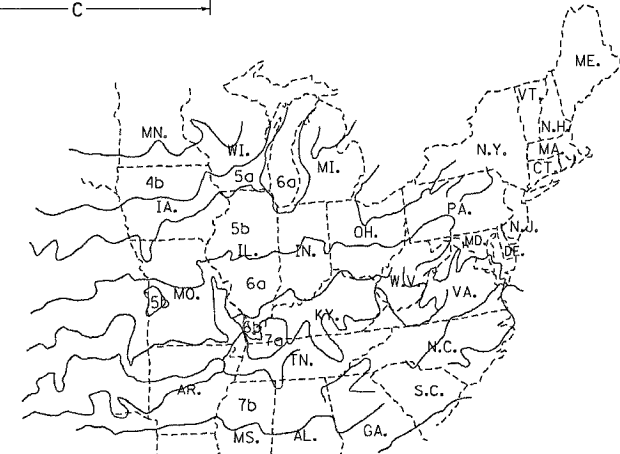 C
ME.
VT.
N.H.
MN.
N.Y.
MA.
WI.
CT.
MI.
5a
6a
4b
IA.
PA.
5b
OH.
N.J.
IL.
IN.
MD.
DE.
W.V.
6a
MO.
5b
VA.
KY.
6b
7a
N.C.
TN.
AR.
S.C.
7b
MS.
AL.
GA.